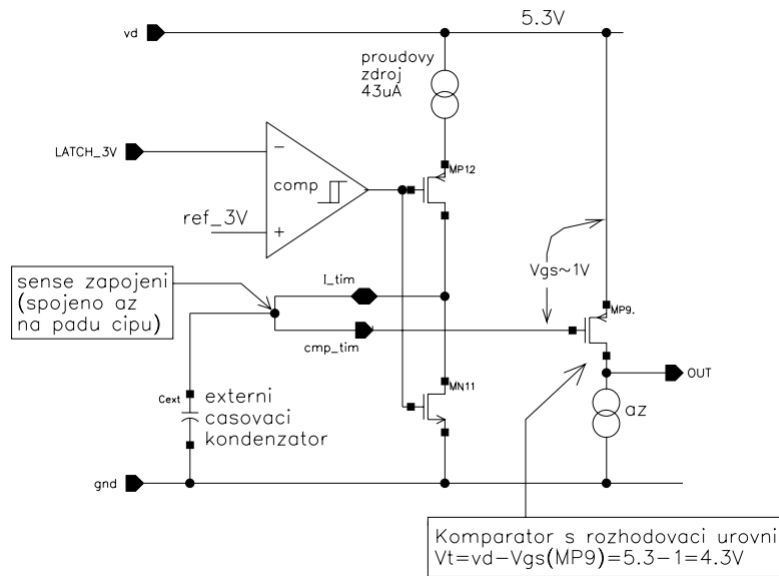 5.3V
vd
proudovy
zdroj
43uA
LATCH_3V
MP12
comp
ref_3V
sense zapojeni
(spojeno az
na padu cipu)
I_tim
Vgs~1V
MP9.
cmp_tim
OUT
MN11
az
Cext
externi
casovaci
kondenzator
gnd
Komparator s rozhodovaci urovni
Vt=vd-Vgs(MP9)=5.3-1=4.3V